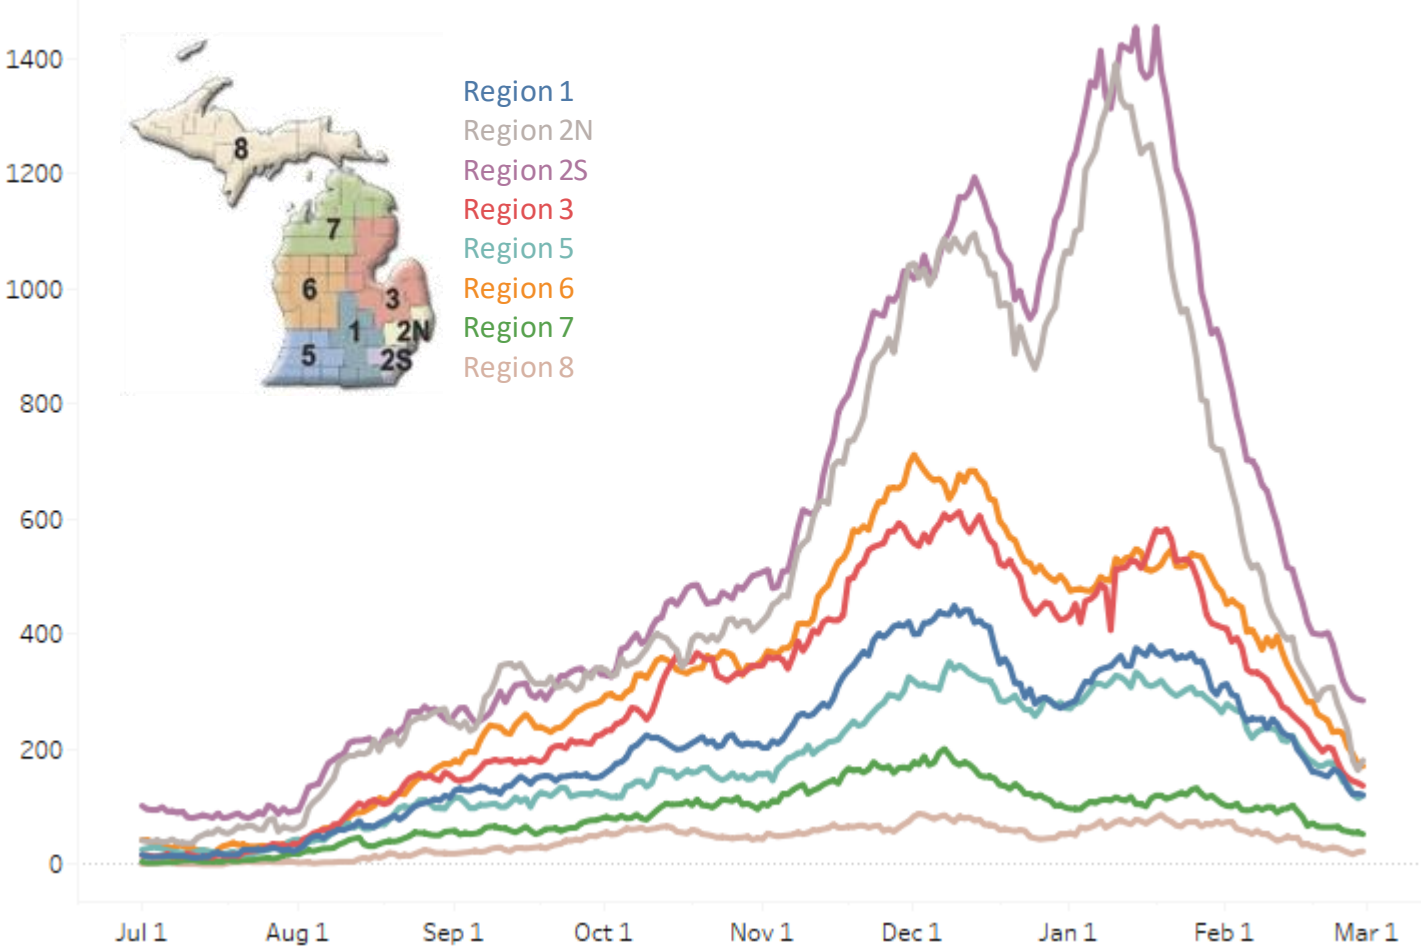 1400
1200
1000
800
600
400
200
0
8
7
6
3
1
2N
5
2S
Region 1
Region 2N
Region 2S
Region 3
Region 5
Region 6
Region 7
Region 8
Jul 1 Aug 1 Sep 1 Oct 1 Nov 1 Dec 1 Jan 1 Feb 1 Mar 1